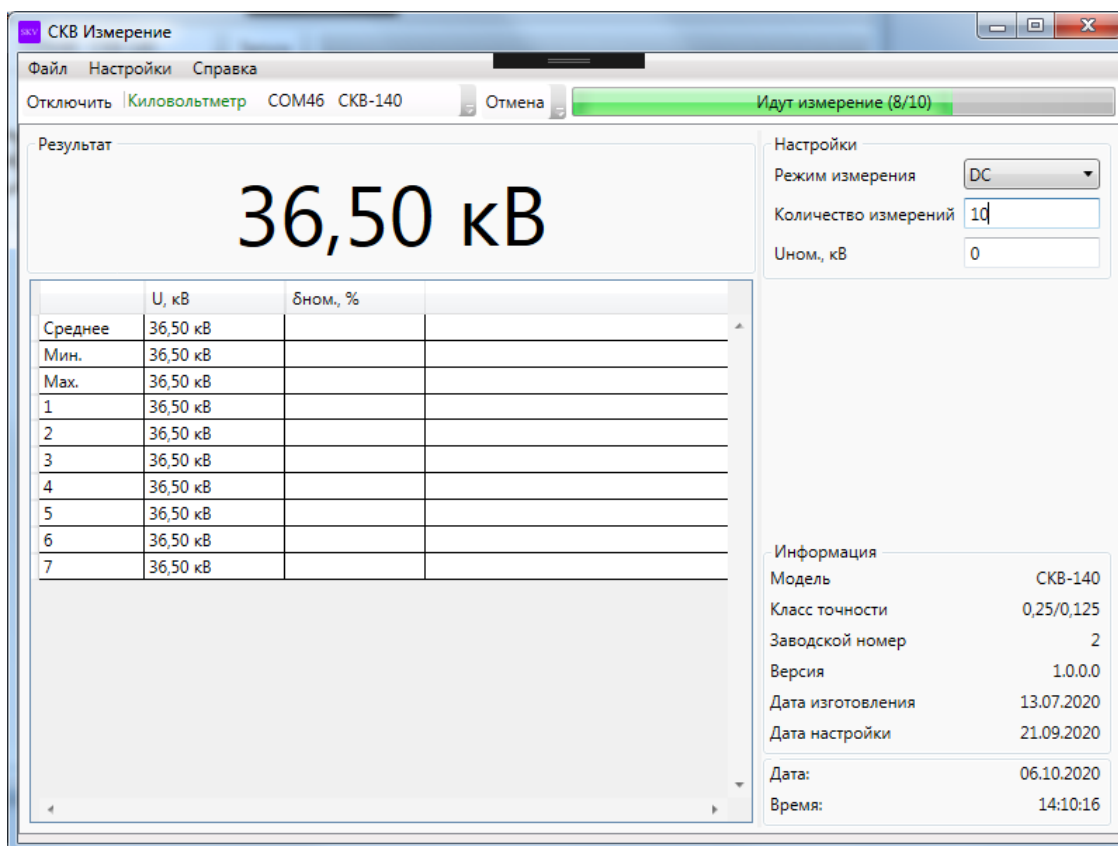 SKV СКВ Измерение
Файл Настройки Справка
Отключить Киловольтметр COM46 СКВ-140 Отмена Идут измерение (8/10)
Результат
36,50 кВ
U, кВ δном., %
Среднее 36,50 кВ
Мин. 36,50 кВ
Мах. 36,50 кВ
1 36,50 кВ
2 36,50 кВ
3 36,50 кВ
4 36,50 кВ
5 36,50 кВ
6 36,50 кВ
7 36,50 кВ
Настройки
Режим измерения DC
Количество измерений 10
Uном., кВ 0
Информация
Модель СКВ-140
Класс точности 0,25/0,125
Заводской номер 2
Версия 1.0.0.0
Дата изготовления 13.07.2020
Дата настройки 21.09.2020
Дата: 06.10.2020
Время: 14:10:16